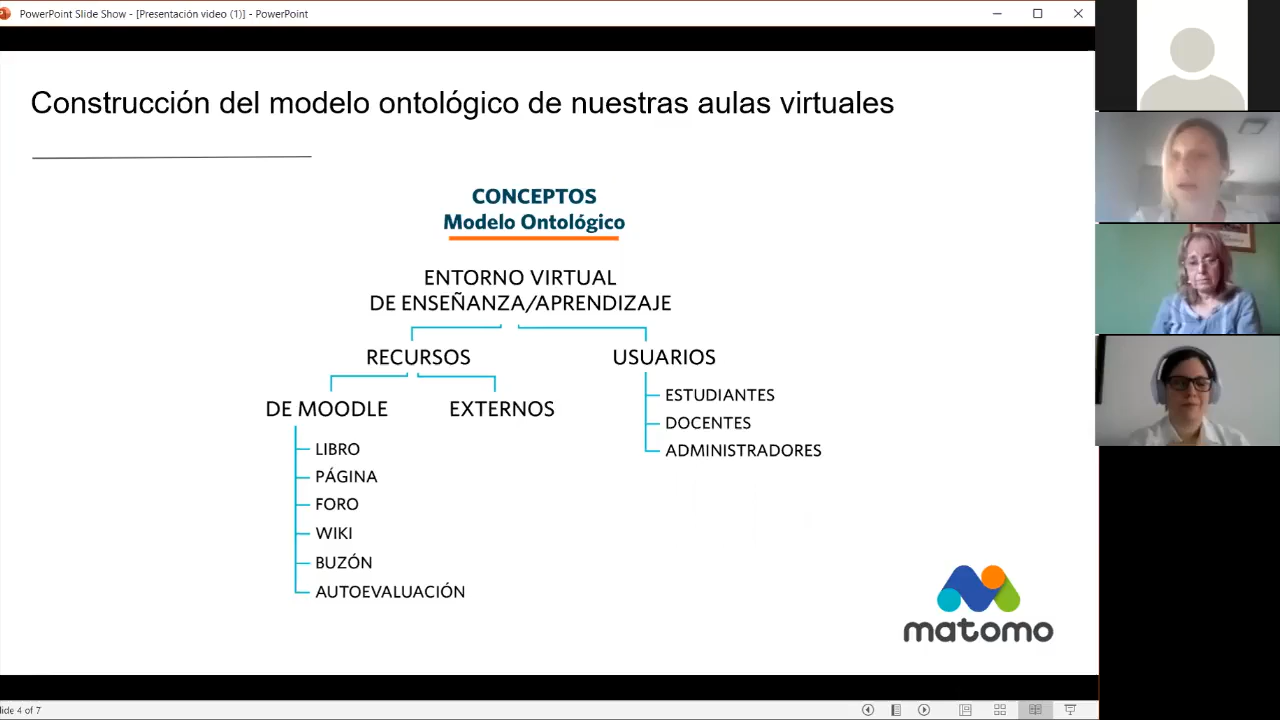 PowerPoint Slide Show - [Presentación video (1)] - PowerPoint
Construcción del modelo ontológico de nuestras aulas virtuales
CONCEPTOS
Modelo Ontológico
ENTORNO VIRTUAL
DE ENSEÑANZA/APRENDIZAJE
RECURSOS
USUARIOS
DE MOODLE
EXTERNOS
LIBRO
PÁGINA
FORO
WIKI
BUZÓN
AUTOEVALUACIÓN
ESTUDIANTES
DOCENTES
ADMINISTRADORES
matomo
lide 4 of 7